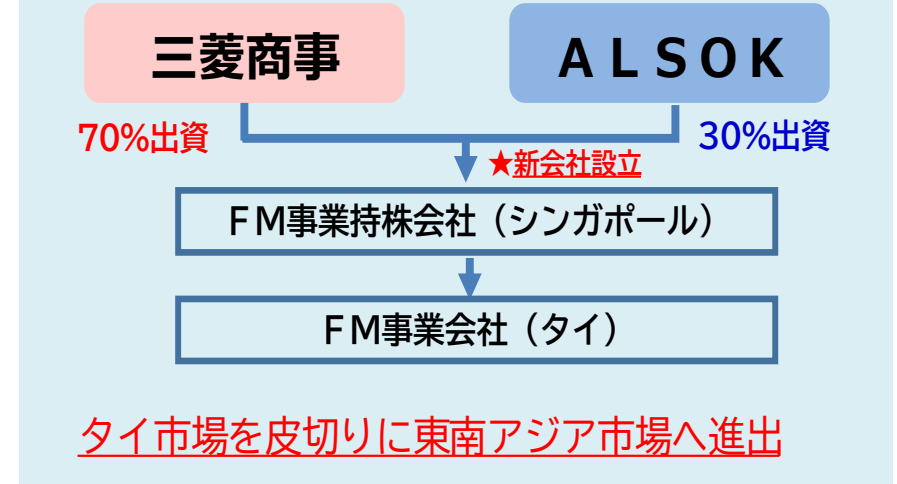 三菱商事
ＡＬＳＯＫ
70%出資
30%出資
★新会社設立
ＦＭ事業持株会社（シンガポール）
ＦＭ事業会社（タイ）
タイ市場を皮切りに東南アジア市場へ進出